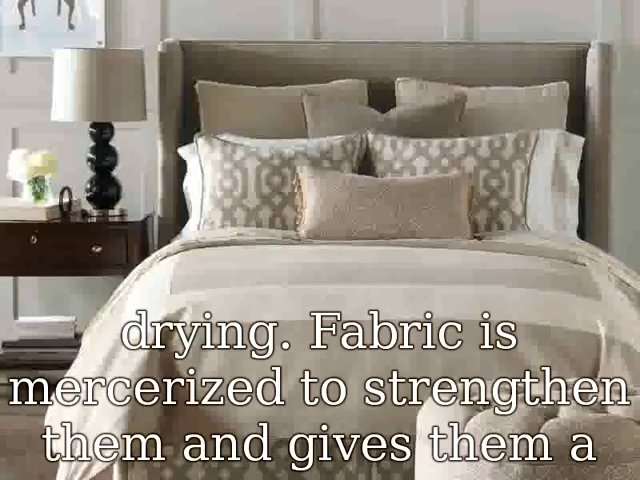 drying. Fabric is
mercerized to strengthen
them and gives them a